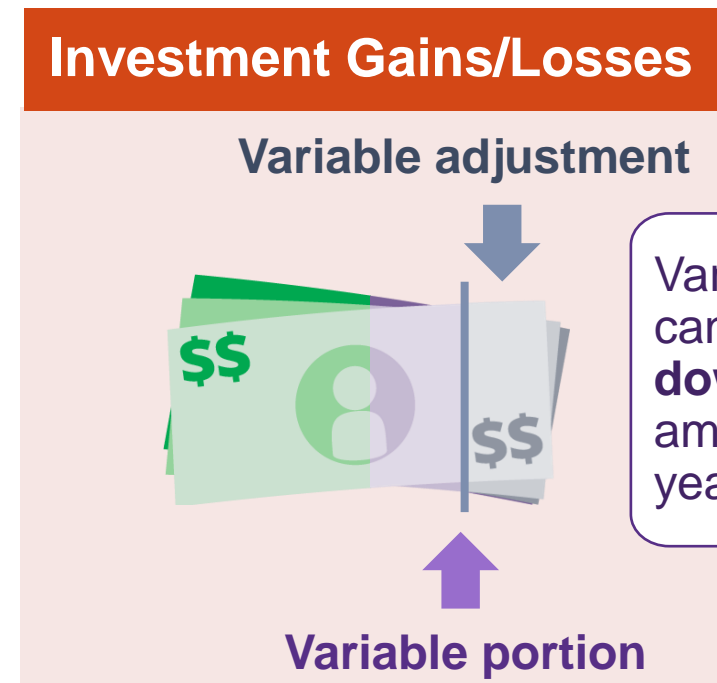 Investment Gains/Losses
Variable adjustment
$$
$$
Variable portion